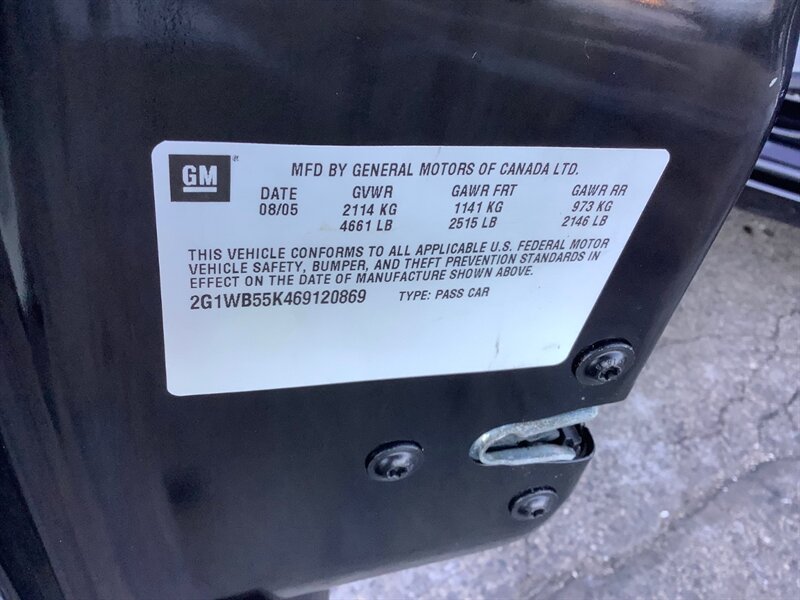 GM MFD BY GENERAL MOTORS OF CANADA LTD.
DATE GVWR GAWR FRT GAWR RR
08/05 2114 KG 1141 KG 973 KG
4661 LB 2515 LB 2146 LB
THIS VEHICLE CONFORMS TO ALL APPLICABLE U.S. FEDERAL MOTOR
VEHICLE SAFETY, BUMPER, AND THEFT PREVENTION STANDARDS IN
EFFECT ON THE DATE OF MANUFACTURE SHOWN ABOVE.
2G1WB55K469120869 TYPE: PASS CAR